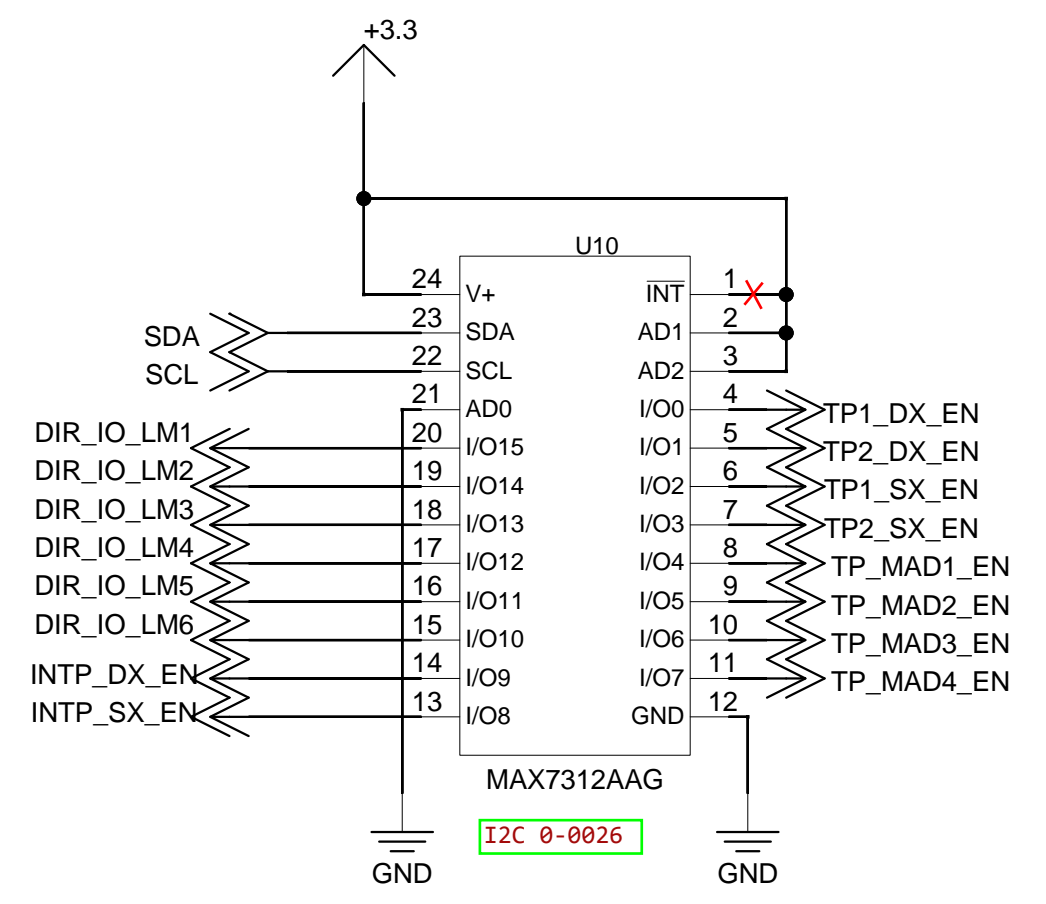 +3.3
U10
24 V+ INT 1
SDA 23 SDA AD1 2
SCL 22 SCL AD2 3
21 AD0 I/O0 4 TP1_DX_EN
DIR_IO_LM1 20 I/O15 I/O1 5 TP2_DX_EN
DIR_IO_LM2 19 I/O14 I/O2 6 TP1_SX_EN
DIR_IO_LM3 18 I/O13 I/O3 7 TP2_SX_EN
DIR_IO_LM4 17 I/O12 I/O4 8 TP_MAD1_EN
DIR_IO_LM5 16 I/O11 I/O5 9 TP_MAD2_EN
DIR_IO_LM6 15 I/O10 I/O6 10 TP_MAD3_EN
INTP_DX_EN 14 I/O9 I/O7 11 TP_MAD4_EN
INTP_SX_EN 13 I/O8 GND 12
MAX7312AAG
I2C 0-0026
GND GND